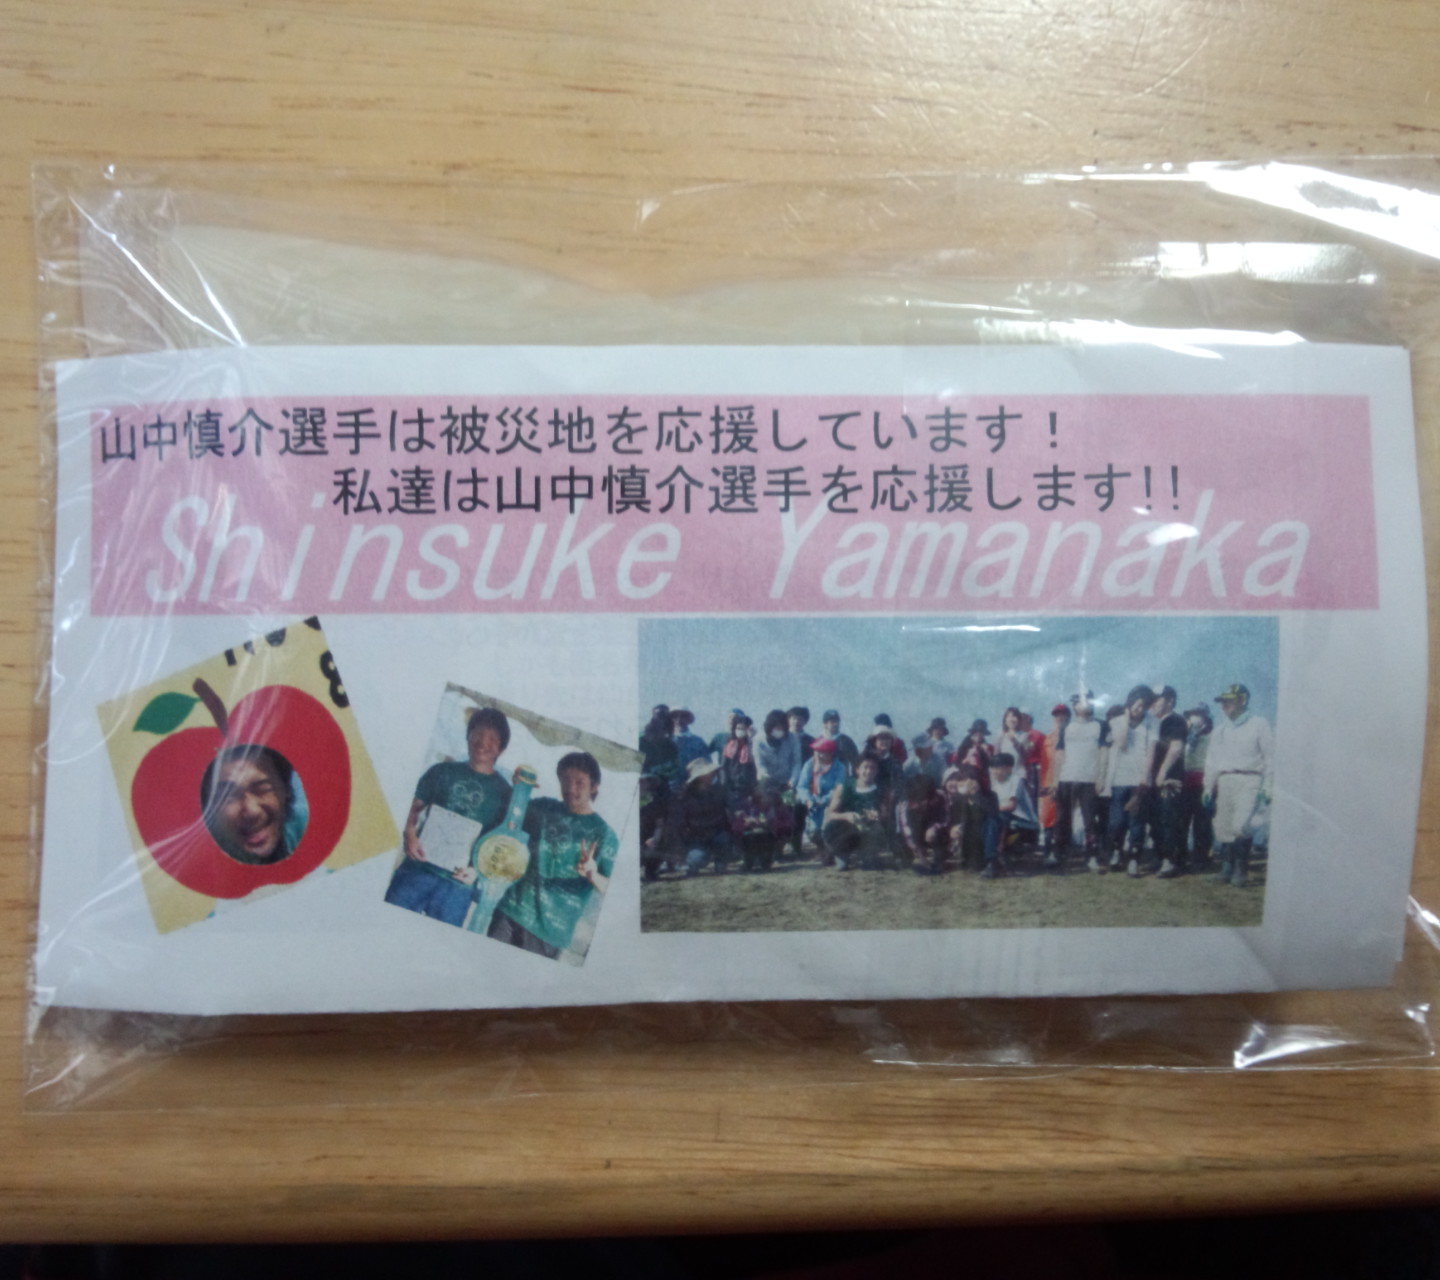 山中慎介選手は被災地を応援しています！
私達は山中慎介選手を応援します!!
Shinsuke Yamanaka